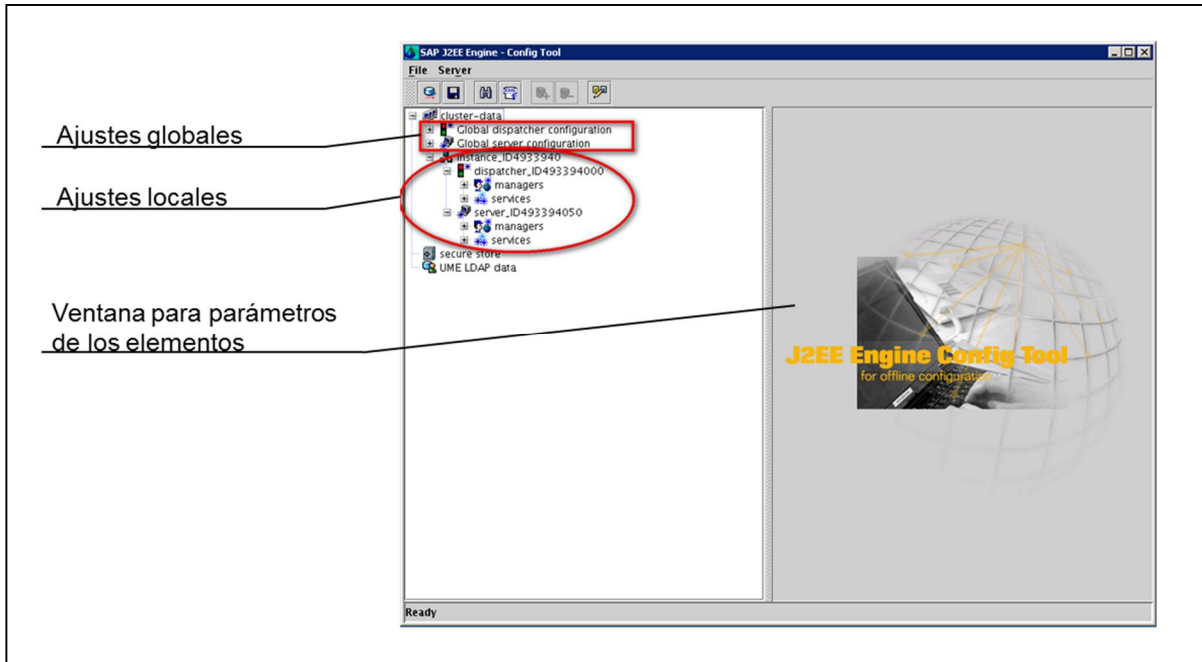 Ajustes globales
Ajustes locales
Ventana para parámetros
de los elementos
SAP J2EE Engine - Config Tool
File Server
cluster-data
Global dispatcher configuration
Global server configuration
instance_ID4933940
dispatcher_ID493394000
managers
services
server_ID493394050
managers
services
secure store
UME LDAP data
J2EE Engine Config Tool
for offline configuration
Ready